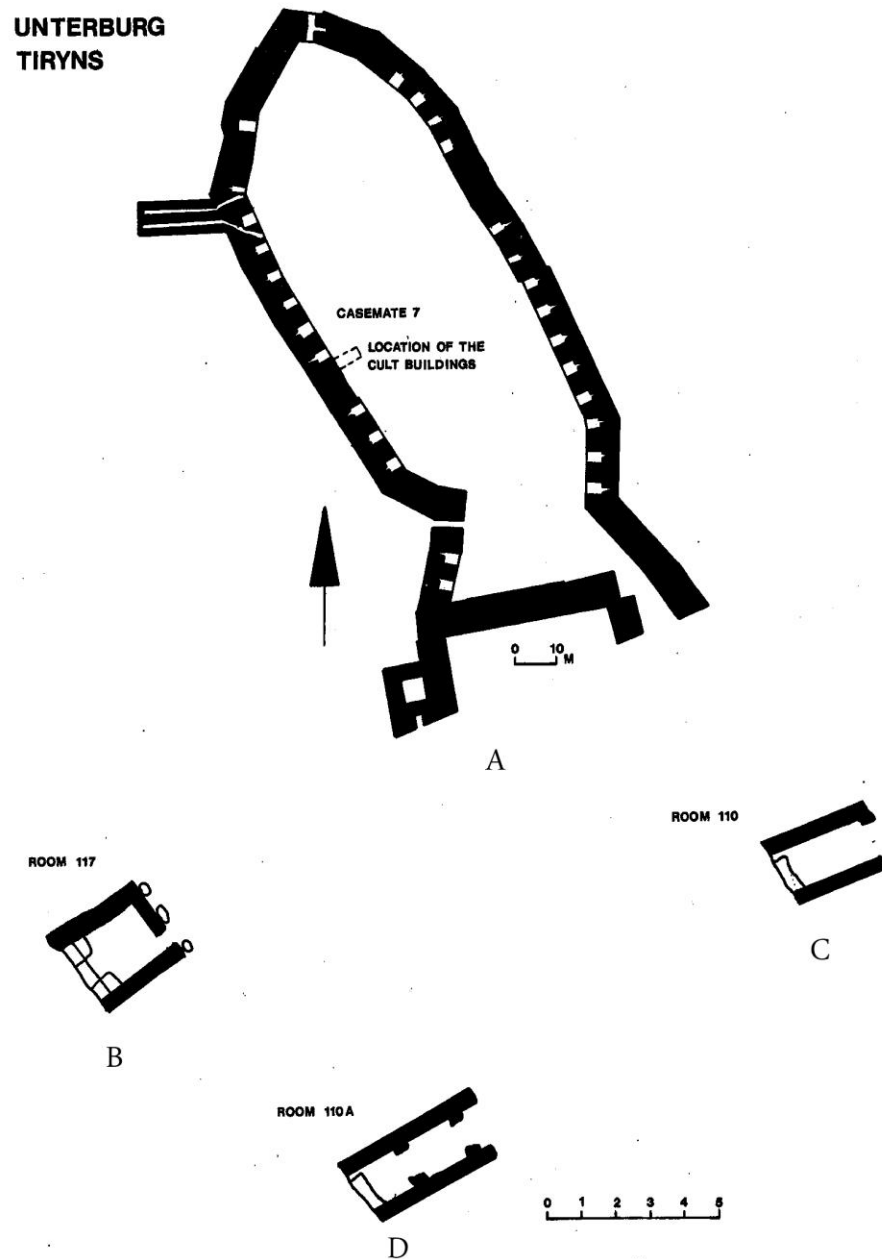 UNTERBURG
TIRYNS
CASEMATE 7
LOCATION OF THE
CULT BUILDINGS
0 10
M
A
ROOM 110
ROOM 117
C
B
ROOM 110A
0 1 2 3 4 5
D